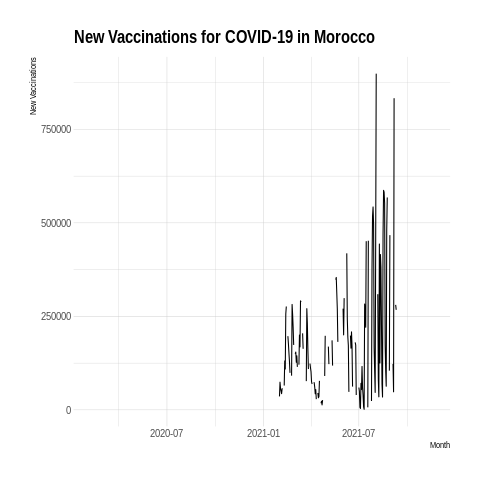 New Vaccinations for COVID-19 in Morocco
New Vaccinations
750000
500000
250000
0
2020-07 2021-01 2021-07
Month